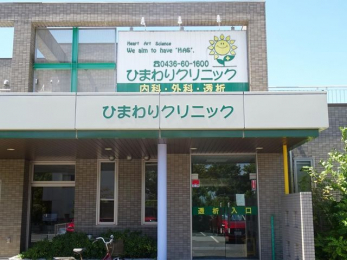 Heart Art Science
We aim to have "H.A.S".
☎0436-60-1600
ひまわりクリニック
内科・外科・透析
ひまわりクリニック
透析 入口